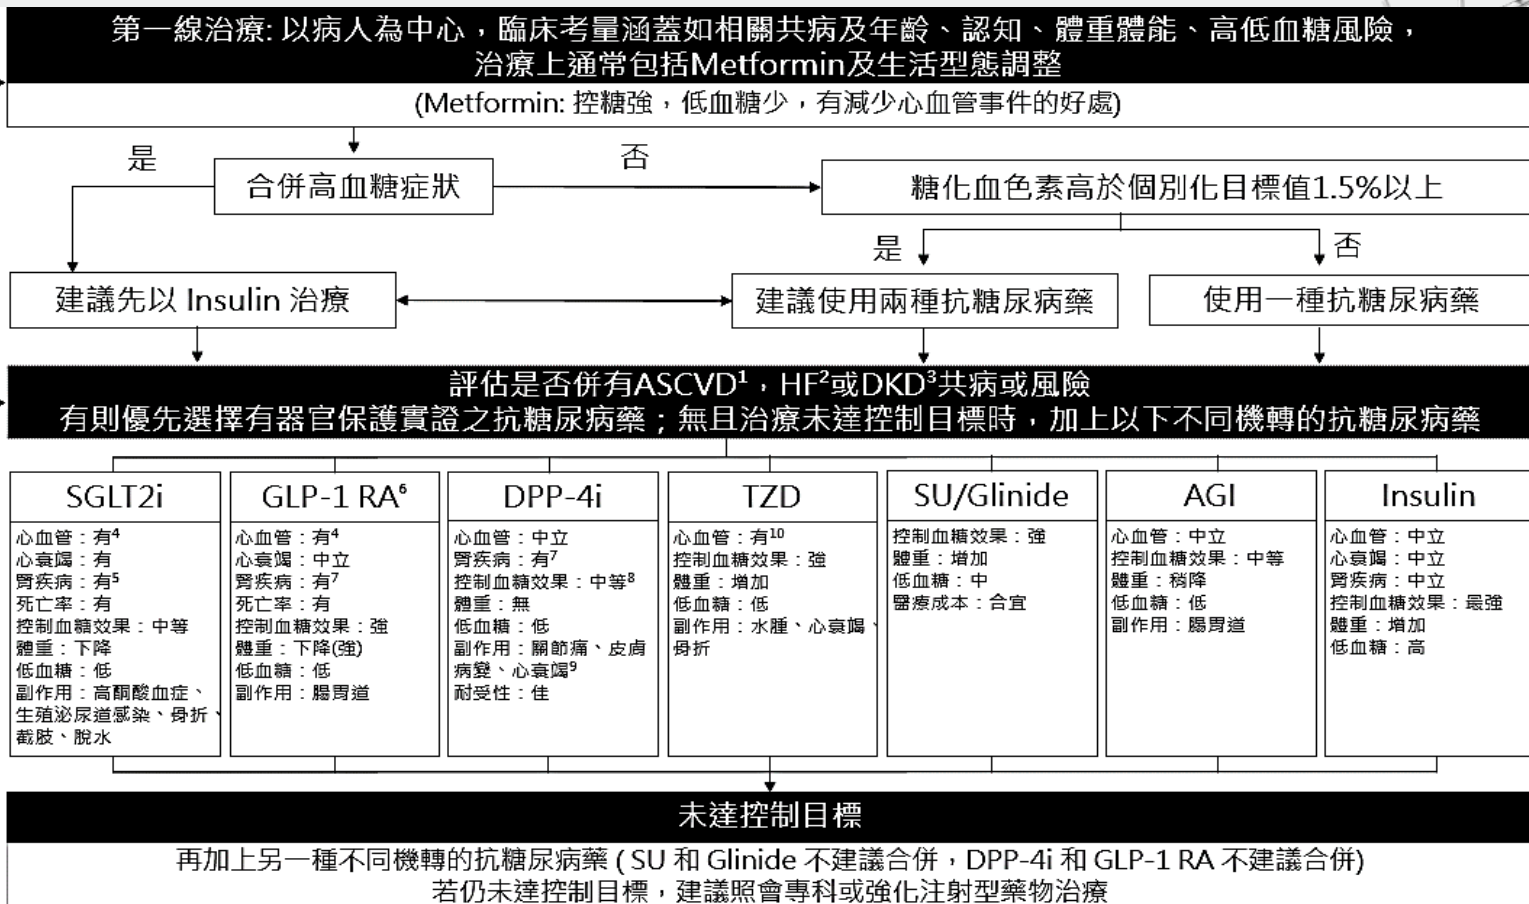 第一線治療: 以病人為中心，臨床考量涵蓋如相關共病及年齡、認知、體重體能、高低血糖風險，
治療上通常包括Metformin及生活型態調整
(Metformin: 控糖強，低血糖少，有減少心血管事件的好處)
是
合併高血糖症狀
否
糖化血色素高於個別化目標值1.5%以上
是
否
建議先以 Insulin 治療
建議使用兩種抗糖尿病藥
使用一種抗糖尿病藥
評估是否併有ASCVD¹，HF²或DKD³共病或風險
有則優先選擇有器官保護實證之抗糖尿病藥；無且治療未達控制目標時，加上以下不同機轉的抗糖尿病藥
SGLT2i
心血管：有⁴
心衰竭：有
腎疾病：有⁵
死亡率：有
控制血糖效果：中等
體重：下降
低血糖：低
副作用：高酮酸血症、
生殖泌尿道感染、骨折、
截肢、脫水
GLP-1 RA⁶
心血管：有⁴
心衰竭：中立
腎疾病：有⁷
死亡率：有
控制血糖效果：強
體重：下降(強)
低血糖：低
副作用：腸胃道
DPP-4i
心血管：中立
腎疾病：有⁷
控制血糖效果：中等⁸
體重：無
低血糖：低
副作用：關節痛、皮膚
病變、心衰竭⁹
耐受性：佳
TZD
心血管：有¹⁰
控制血糖效果：強
體重：增加
低血糖：低
副作用：水腫、心衰竭、
骨折
SU/Glinide
控制血糖效果：強
體重：增加
低血糖：中
醫療成本：合宜
AGI
心血管：中立
控制血糖效果：中等
體重：稍降
低血糖：低
副作用：腸胃道
Insulin
心血管：中立
心衰竭：中立
腎疾病：中立
控制血糖效果：最強
體重：增加
低血糖：高
未達控制目標
再加上另一種不同機轉的抗糖尿病藥 ( SU 和 Glinide 不建議合併，DPP-4i 和 GLP-1 RA 不建議合併)
若仍未達控制目標，建議照會專科或強化注射型藥物治療